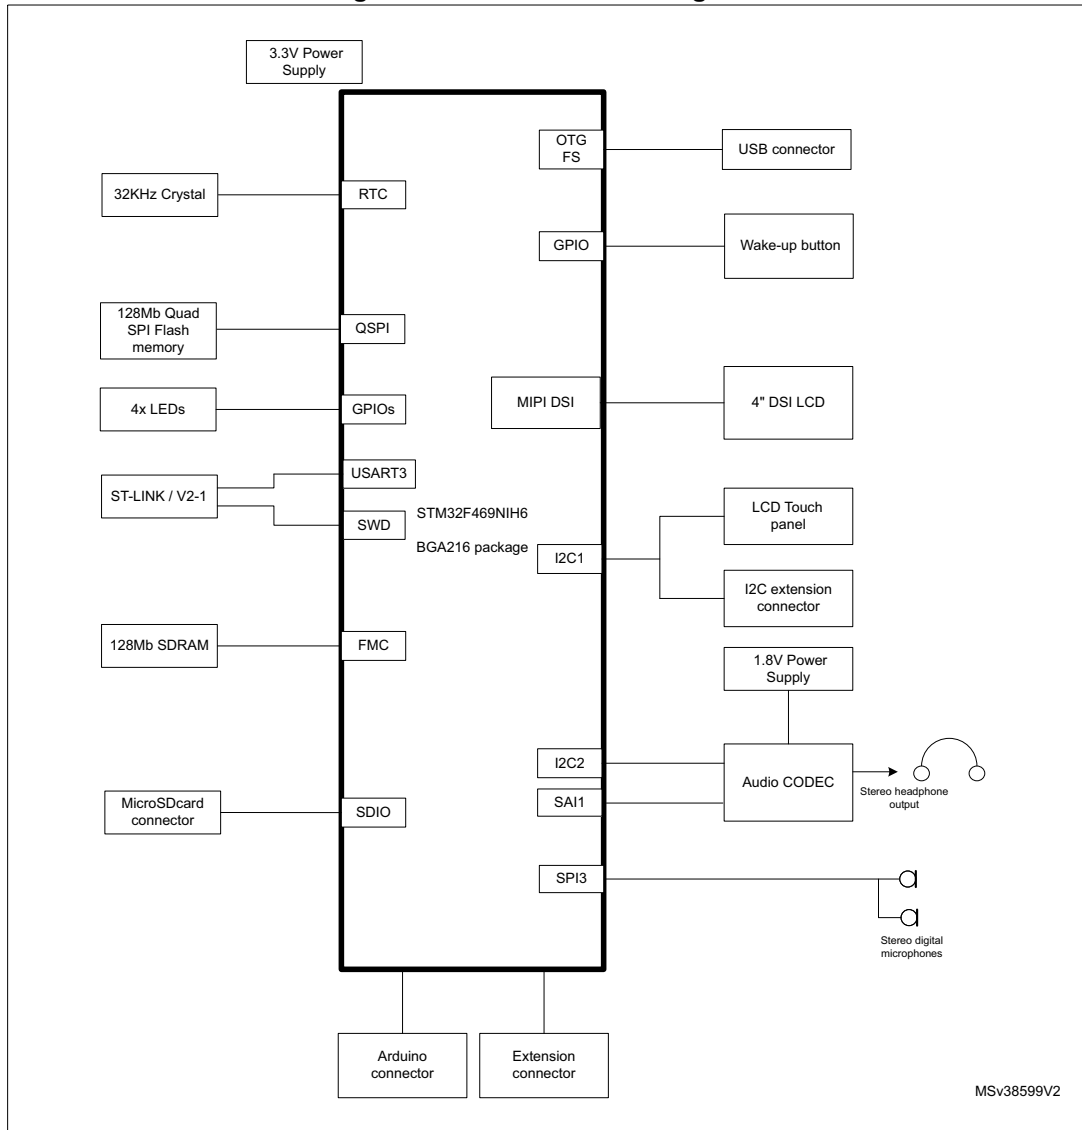 3.3V Power
Supply
OTG
FS
USB connector
32KHz Crystal
RTC
GPIO
Wake-up button
128Mb Quad
SPI Flash
memory
QSPI
4x LEDs
GPIOs
MIPI DSI
4" DSI LCD
ST-LINK / V2-1
USART3
SWD
STM32F469NIH6
BGA216 package
I2C1
LCD Touch
panel
I2C extension
connector
128Mb SDRAM
FMC
1.8V Power
Supply
I2C2
SAI1
Audio CODEC
Stereo headphone
output
MicroSDcard
connector
SDIO
SPI3
Stereo digital
microphones
Arduino
connector
Extension
connector
MSv38599V2